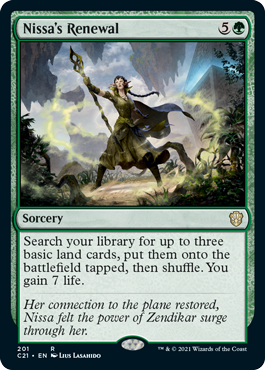 Nissa's Renewal 5
Sorcery
Search your library for up to three
basic land cards, put them onto the
battlefield tapped, then shuffle. You
gain 7 life.
Her connection to the plane restored,
Nissa felt the power of Zendikar surge
through her.
201 R
C21 • EN LIUS LASAHIDO
™ & © 2021 Wizards of the Coast